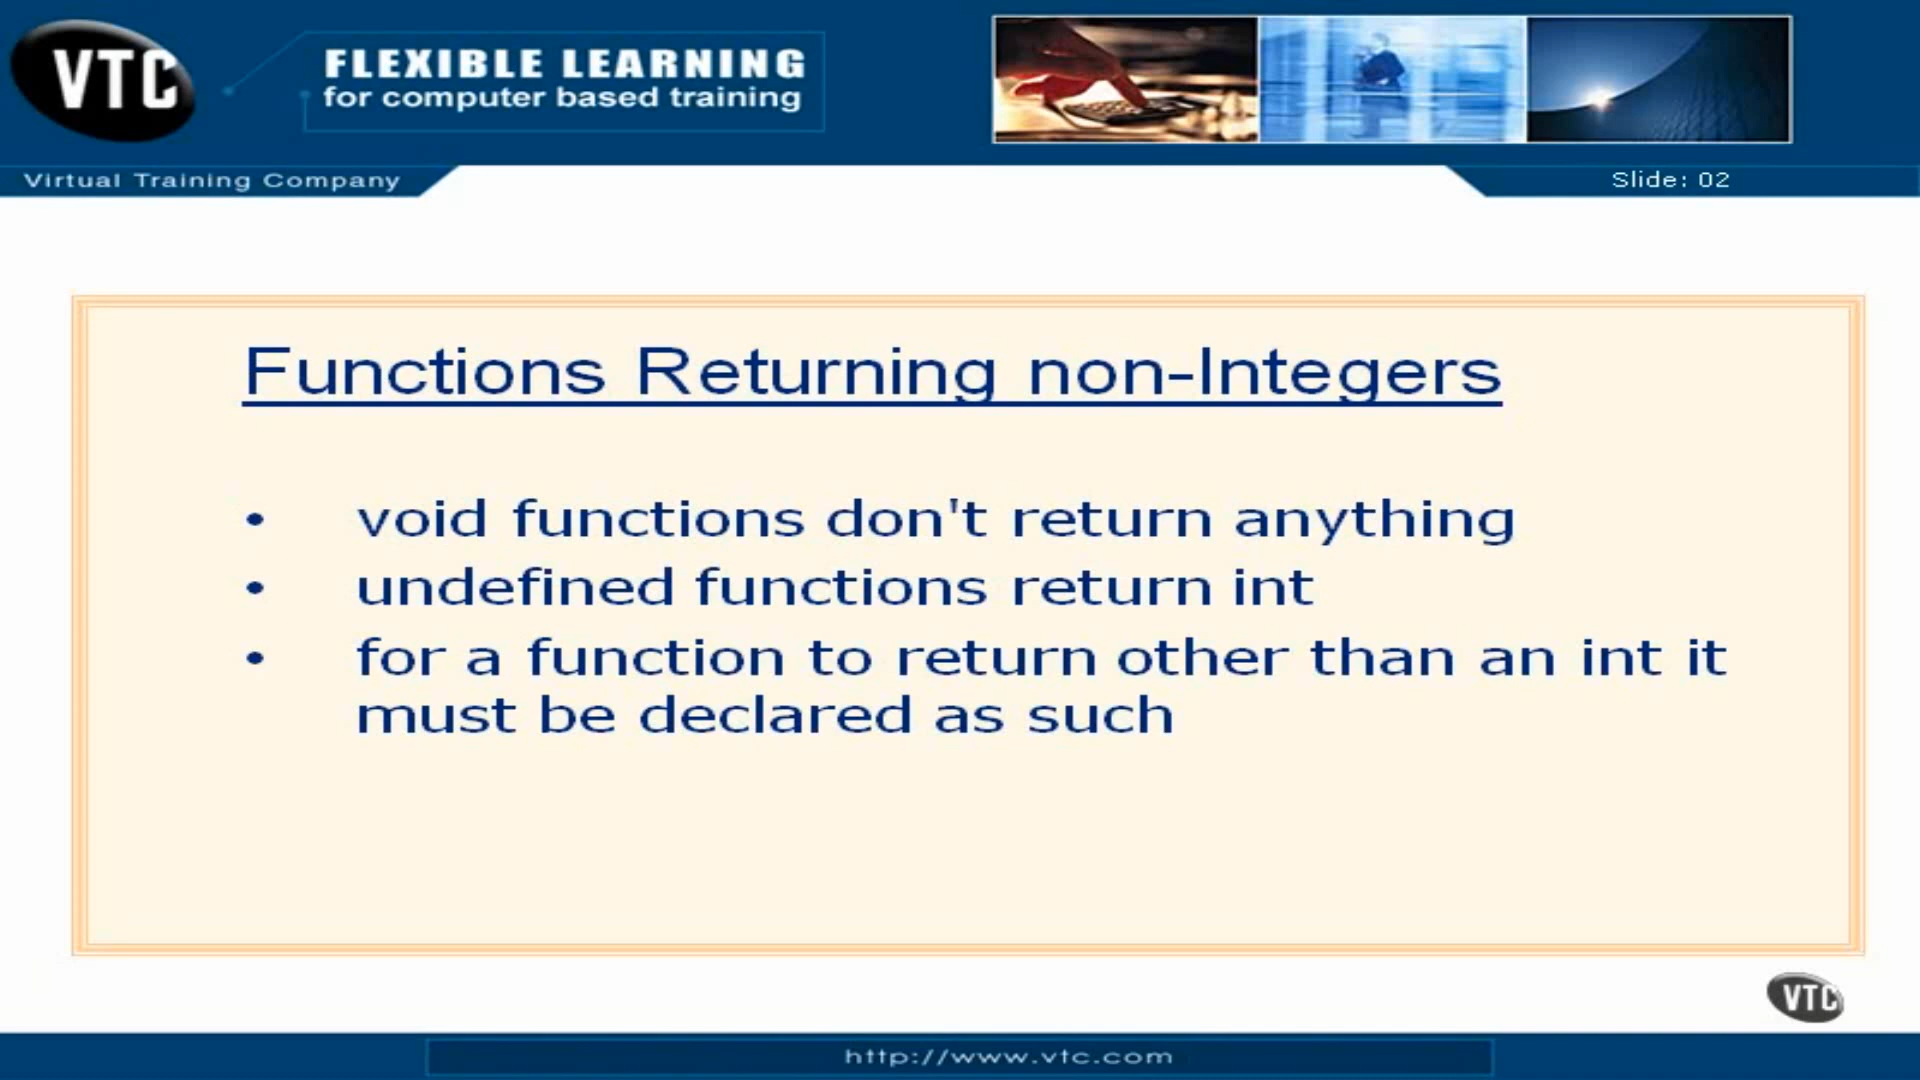 VTC
FLEXIBLE LEARNING
for computer based training
Virtual Training Company
Slide: 02
Functions Returning non-Integers
• void functions don't return anything
• undefined functions return int
• for a function to return other than an int it
must be declared as such
VTC
http://www.vtc.com